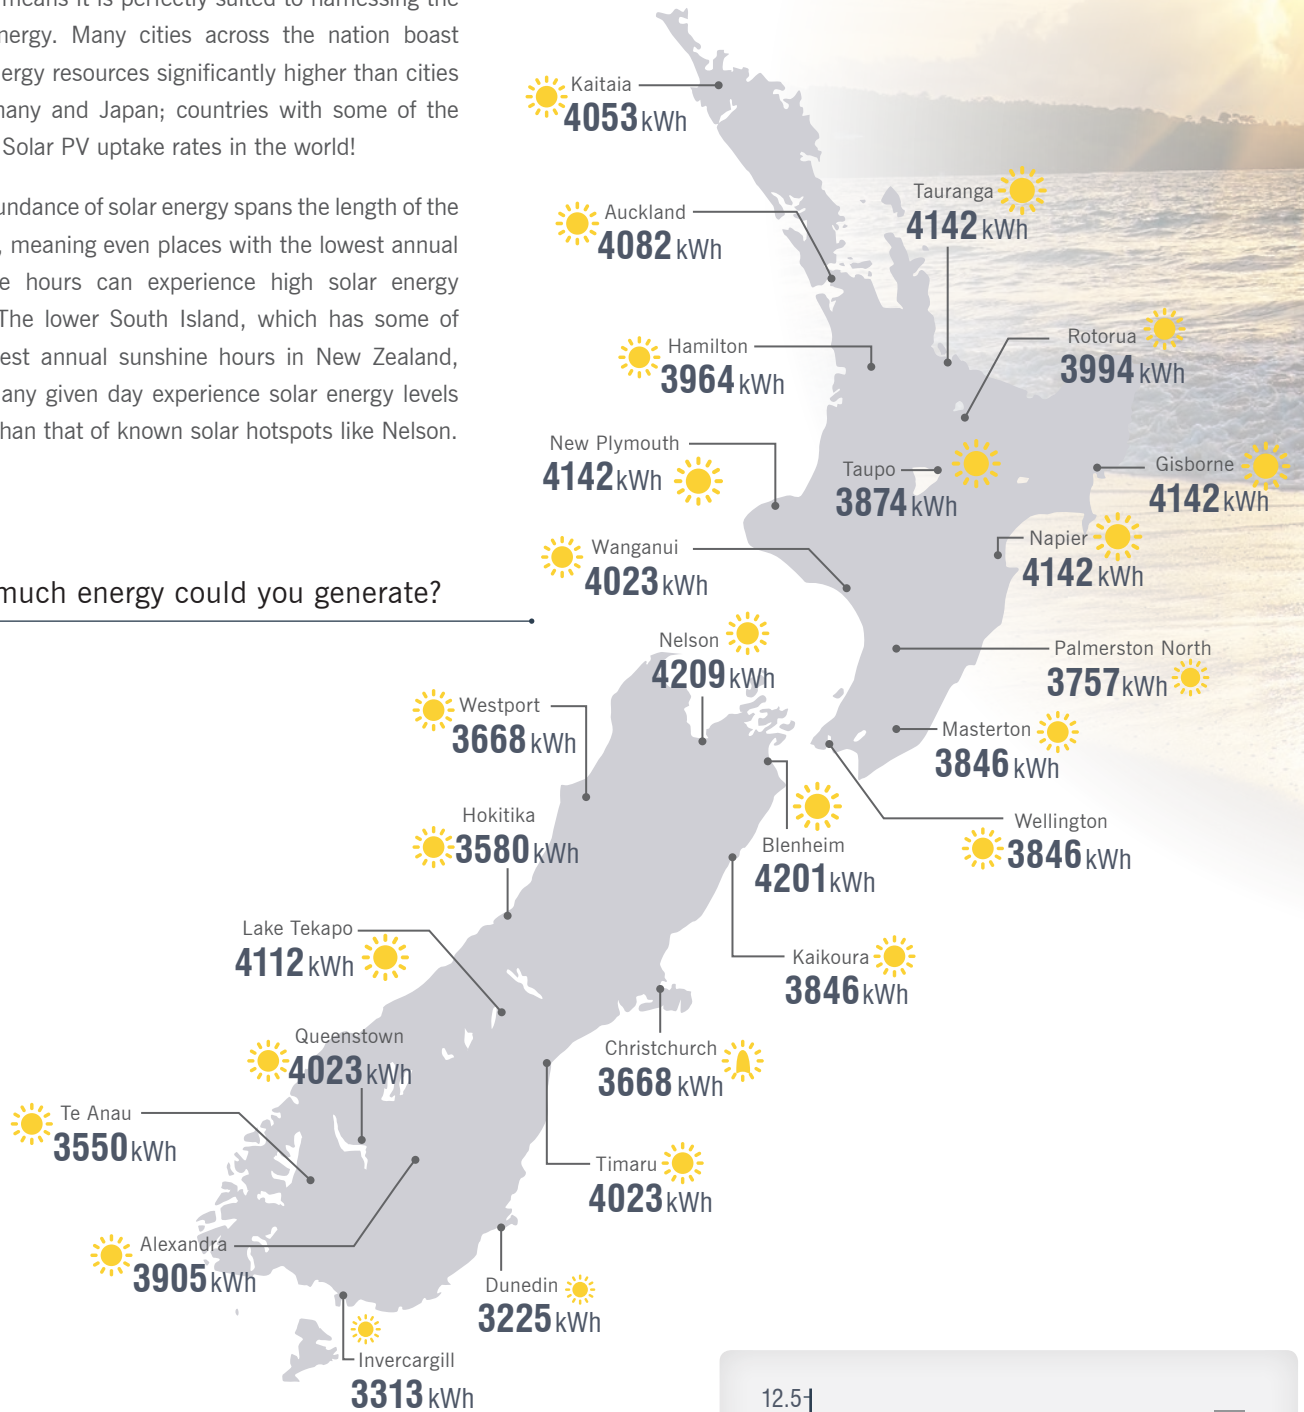 means it is perfectly suited to harnessing the
Many cities across the nation boast
resources significantly higher than cities
and Japan; countries with some of the
Solar PV uptake rates in the world!
of solar energy spans the length of the
meaning even places with the lowest annual
hours can experience high solar energy
The lower South Island, which has some of
annual sunshine hours in New Zealand,
any given day experience solar energy levels
than that of known solar hotspots like Nelson.
much energy could you generate?
Kaitaia
4053 kWh
Auckland
4082 kWh
Tauranga
4142 kWh
Hamilton
3964 kWh
Rotorua
3994 kWh
New Plymouth
4142 kWh
Taupo
3874 kWh
Gisborne
4142 kWh
Wanganui
4023 kWh
Napier
4142 kWh
Nelson
4209 kWh
Palmerston North
3757 kWh
Westport
3668 kWh
Masterton
3846 kWh
Hokitika
3580 kWh
Blenheim
4201 kWh
Wellington
3846 kWh
Lake Tekapo
4112 kWh
Kaikoura
3846 kWh
Queenstown
4023 kWh
Christchurch
3668 kWh
Te Anau
3550 kWh
Timaru
4023 kWh
Alexandra
3905 kWh
Dunedin
3225 kWh
Invercargill
3313 kWh
12.5